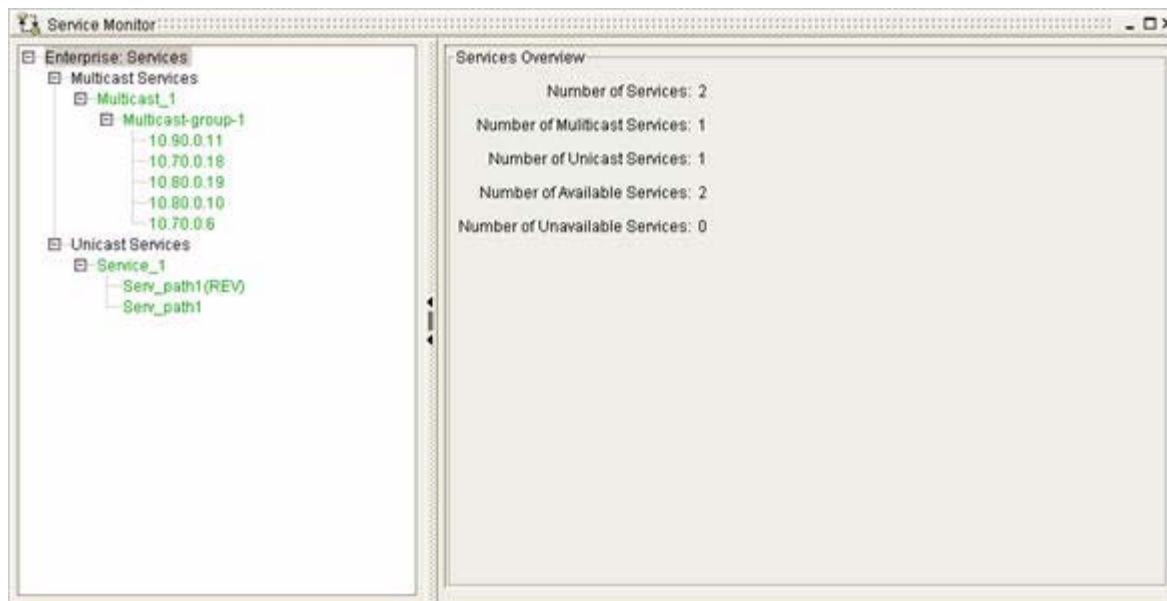 Service Monitor
Enterprise: Services
Multicast Services
Multicast_1
Multicast-group-1
10.90.0.11
10.70.0.18
10.80.0.19
10.80.0.10
10.70.0.6
Unicast Services
Service_1
Serv_path1(REV)
Serv_path1
Services Overview
Number of Services: 2
Number of Muliticast Services: 1
Number of Unicast Services: 1
Number of Available Services: 2
Number of Unavailable Services: 0